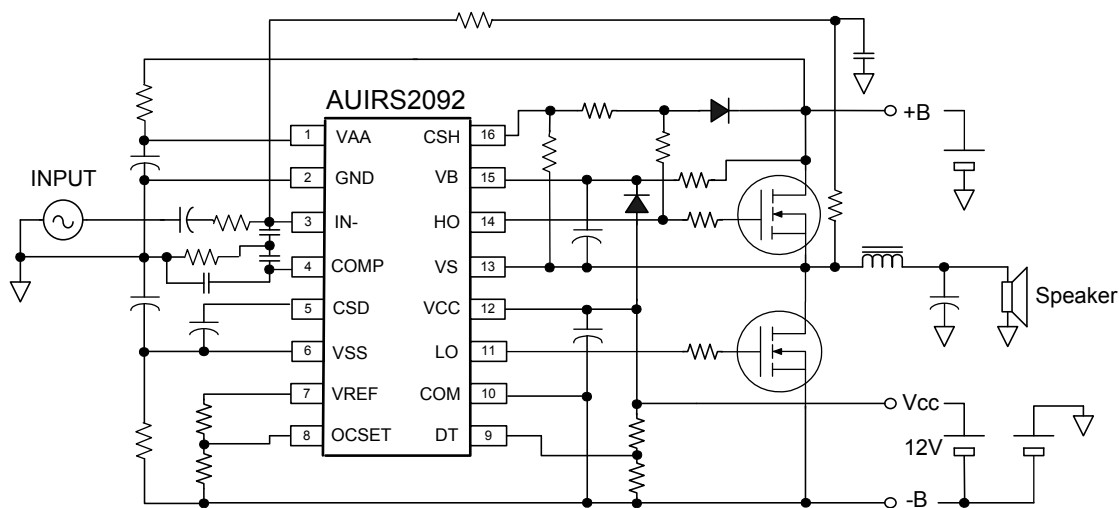 AUIRS2092
1 VAA CSH 16
+B
INPUT
2 GND VB 15
3 IN- HO 14
4 COMP VS 13
Speaker
5 CSD VCC 12
6 VSS LO 11
7 VREF COM 10
Vcc
8 OCSET DT 9
12V
-B